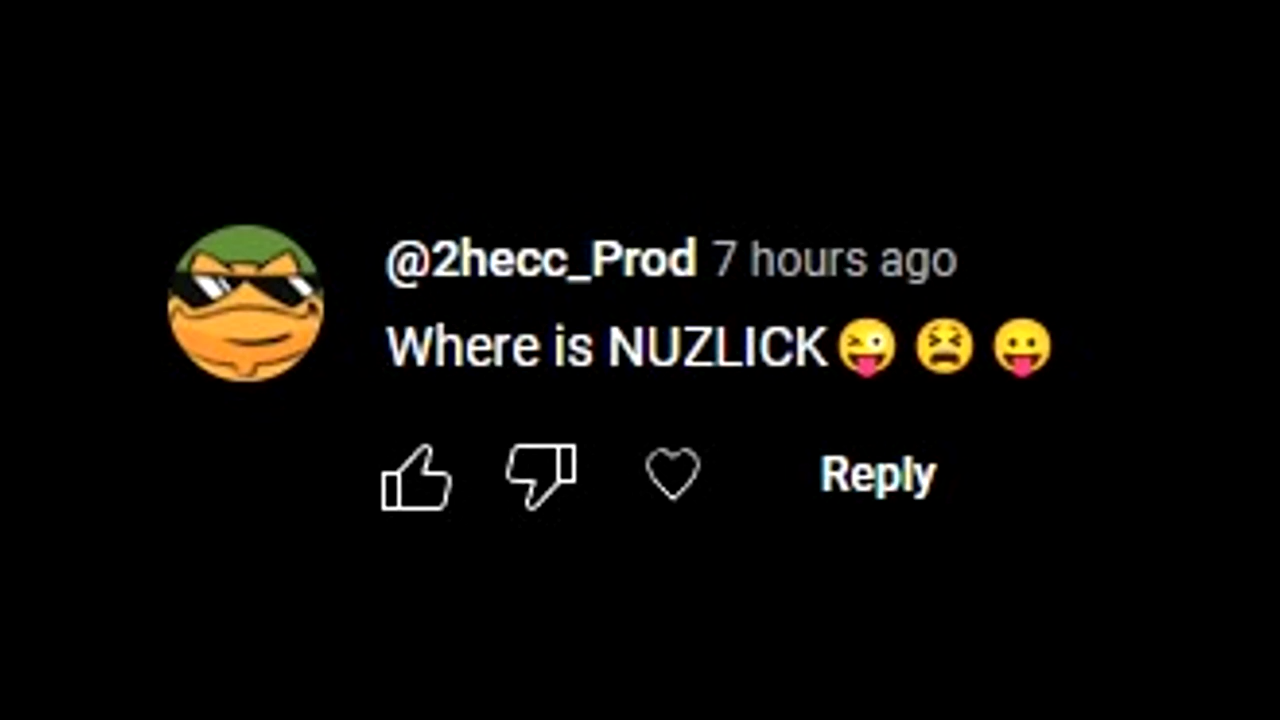 @2hecc_Prod 7 hours ago
Where is NUZLICK😜 😫 😛
Reply